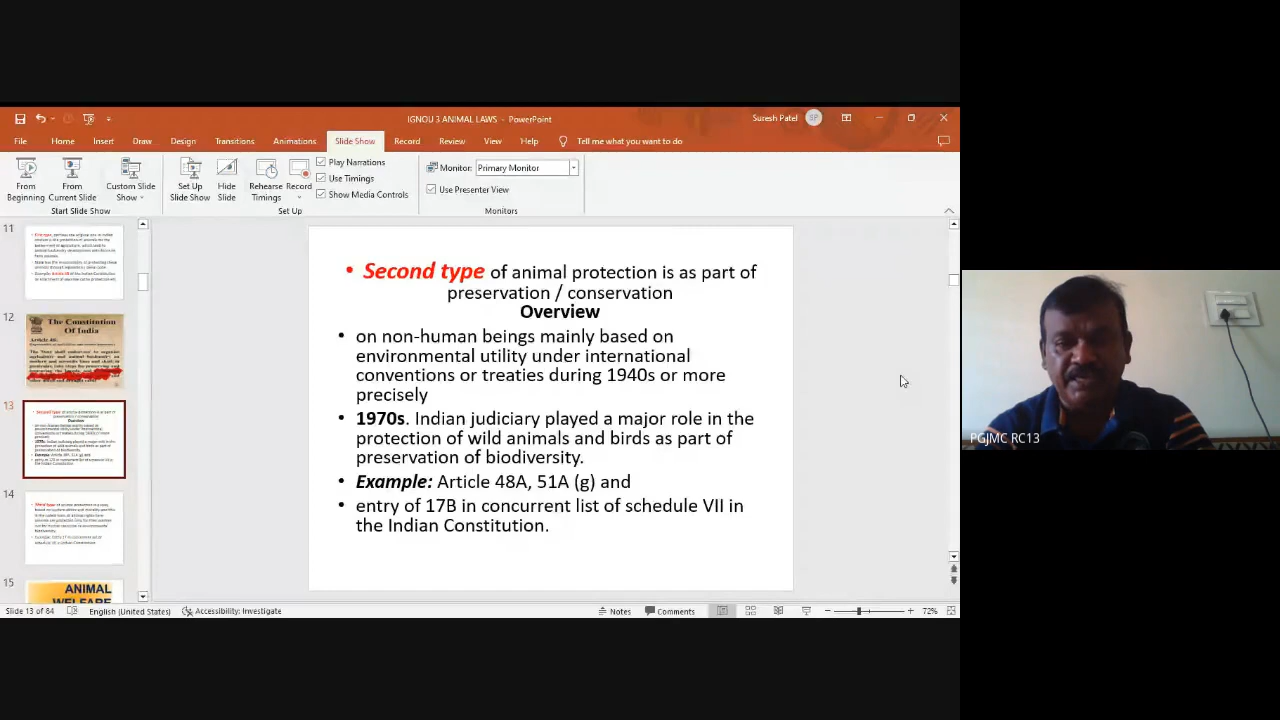 IGNOU 3 ANIMAL LAWS - PowerPoint
Suresh Patel
SP
File Home Insert Draw Design Transitions Animations Slide Show Record Review View Help Tell me what you want to do
From Beginning
From Current Slide
Custom Slide Show
Set Up Slide Show
Hide Slide
Rehearse Timings
Record
Play Narrations
Use Timings
Show Media Controls
Monitor: Primary Monitor
Use Presenter View
Start Slide Show
Set Up
Monitors
11
12
The Constitution
Of India
13
14
15
ANIMAL
WELFARE
• Second type of animal protection is as part of
preservation / conservation
Overview
• on non-human beings mainly based on
environmental utility under international
conventions or treaties during 1940s or more
precisely
• 1970s. Indian judiciary played a major role in the
protection of wild animals and birds as part of
preservation of biodiversity.
• Example: Article 48A, 51A (g) and
• entry of 17B in concurrent list of schedule VII in
the Indian Constitution.
PGJMC RC13
Slide 13 of 84 English (United States) Accessibility: Investigate Notes Comments 72%